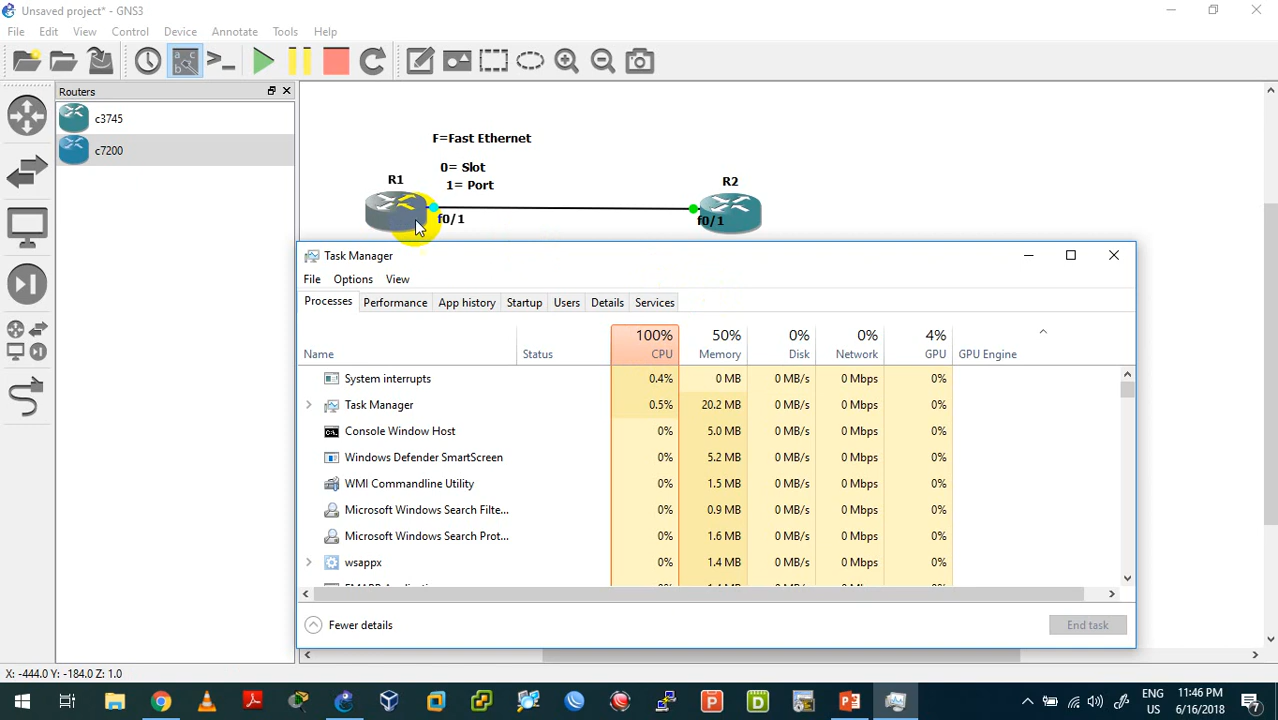 Unsaved project* - GNS3
File Edit View Control Device Annotate Tools Help
Routers
c3745
c7200
F=Fast Ethernet
0= Slot
1= Port
R1
R2
f0/1
f0/1
Task Manager
File Options View
Processes Performance App history Startup Users Details Services
100% 50% 0% 0% 4%
Name Status CPU Memory Disk Network GPU GPU Engine
System interrupts 0.4% 0 MB 0 MB/s 0 Mbps 0%
Task Manager 0.5% 20.2 MB 0 MB/s 0 Mbps 0%
Console Window Host 0% 5.0 MB 0 MB/s 0 Mbps 0%
Windows Defender SmartScreen 0% 5.2 MB 0 MB/s 0 Mbps 0%
WMI Commandline Utility 0% 1.5 MB 0 MB/s 0 Mbps 0%
Microsoft Windows Search Filte... 0% 0.9 MB 0 MB/s 0 Mbps 0%
Microsoft Windows Search Prot... 0% 1.6 MB 0 MB/s 0 Mbps 0%
wsappx 0% 1.4 MB 0 MB/s 0 Mbps 0%
Fewer details
End task
X: -444.0 Y: -184.0 Z: 1.0
ENG 11:46 PM
US 6/16/2018